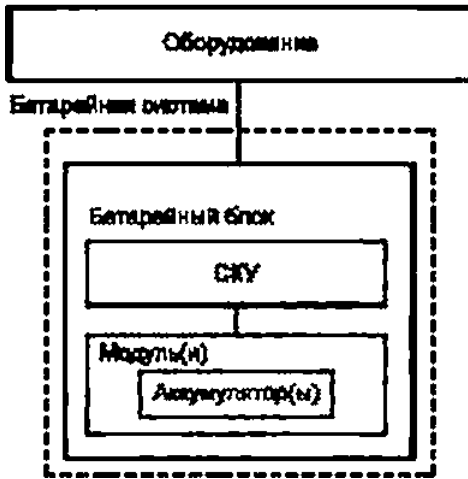 Оборудование
Батарейная система
Батарейный блок
СКУ
Модуль(и)
Аккумулятор(ы)